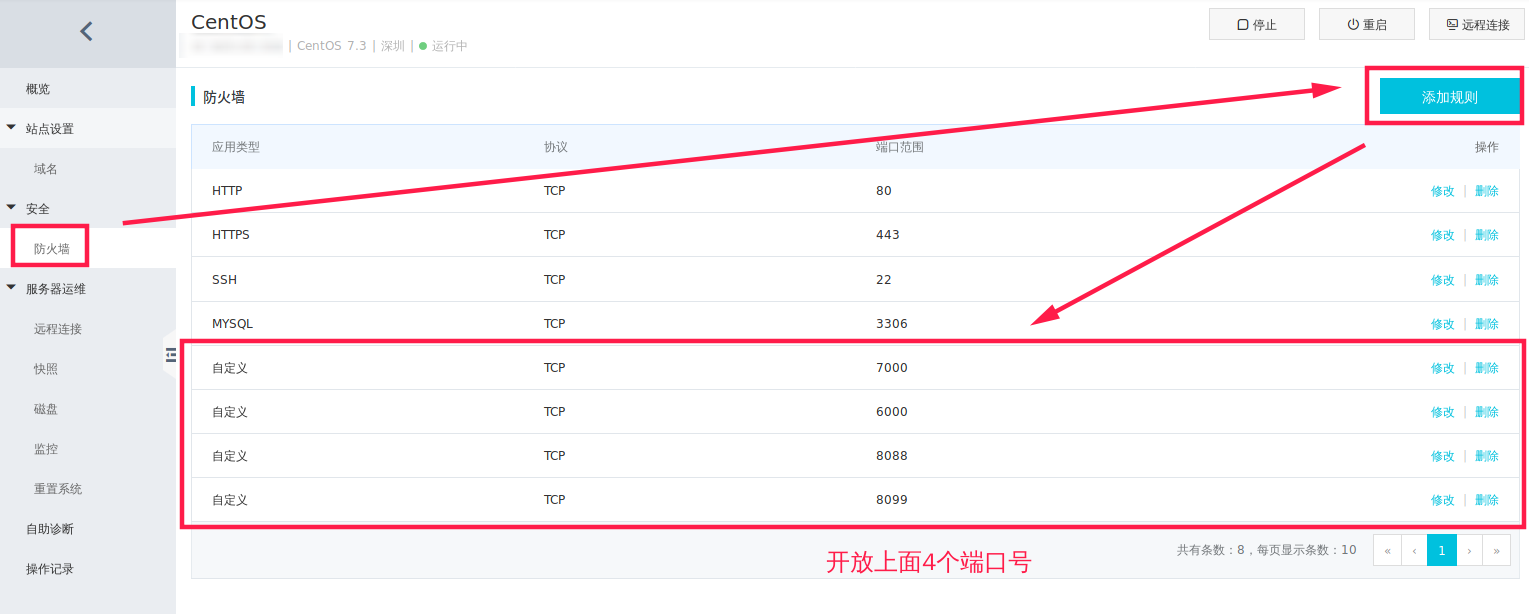 CentOS
停止
重启
远程连接
| CentOS 7.3 | 深圳 | 运行中
概览
站点设置
域名
安全
防火墙
服务器运维
远程连接
快照
磁盘
监控
重置系统
自助诊断
操作记录
防火墙
添加规则
应用类型 协议 端口范围 操作
HTTP TCP 80 修改 | 删除
HTTPS TCP 443 修改 | 删除
SSH TCP 22 修改 | 删除
MYSQL TCP 3306 修改 | 删除
自定义 TCP 7000 修改 | 删除
自定义 TCP 6000 修改 | 删除
自定义 TCP 8088 修改 | 删除
自定义 TCP 8099 修改 | 删除
共有条数：8，每页显示条数：10 « ‹ 1 › »
开放上面4个端口号